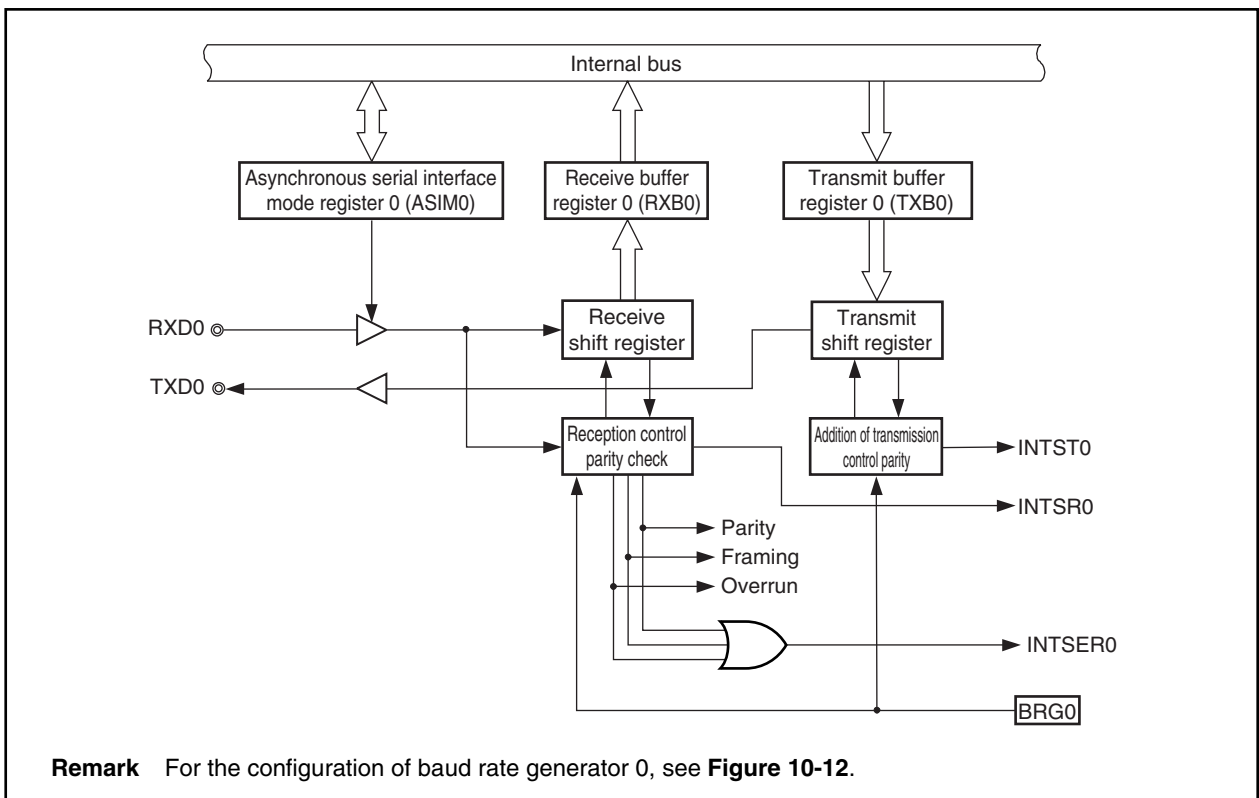 Internal bus
Asynchronous serial interface
mode register 0 (ASIM0)
Receive buffer
register 0 (RXB0)
Transmit buffer
register 0 (TXB0)
RXD0
Receive
shift register
Transmit
shift register
TXD0
Reception control
parity check
Addition of transmission
control parity
INTST0
INTSR0
Parity
Framing
Overrun
INTSER0
BRG0
Remark For the configuration of baud rate generator 0, see Figure 10-12.